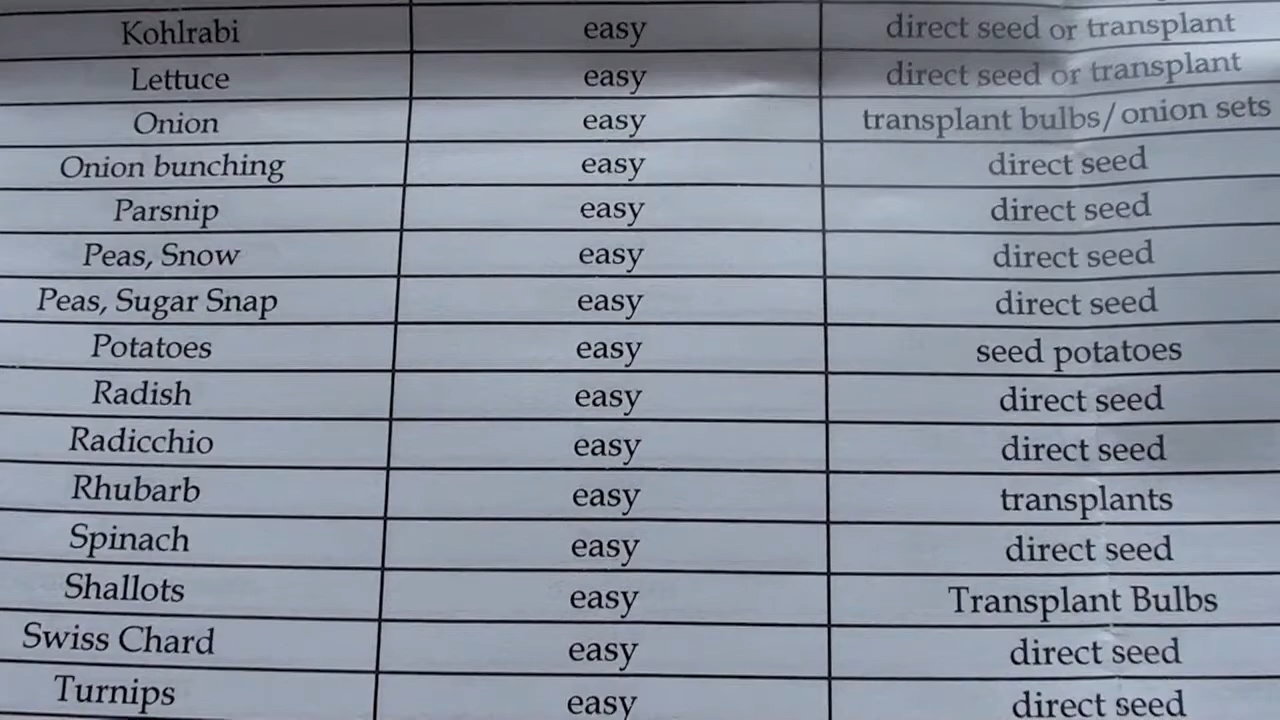 Kohlrabi easy direct seed or transplant
Lettuce easy direct seed or transplant
Onion easy transplant bulbs/onion sets
Onion bunching easy direct seed
Parsnip easy direct seed
Peas, Snow easy direct seed
Peas, Sugar Snap easy direct seed
Potatoes easy seed potatoes
Radish easy direct seed
Radicchio easy direct seed
Rhubarb easy transplants
Spinach easy direct seed
Shallots easy Transplant Bulbs
Swiss Chard easy direct seed
Turnips easy direct seed